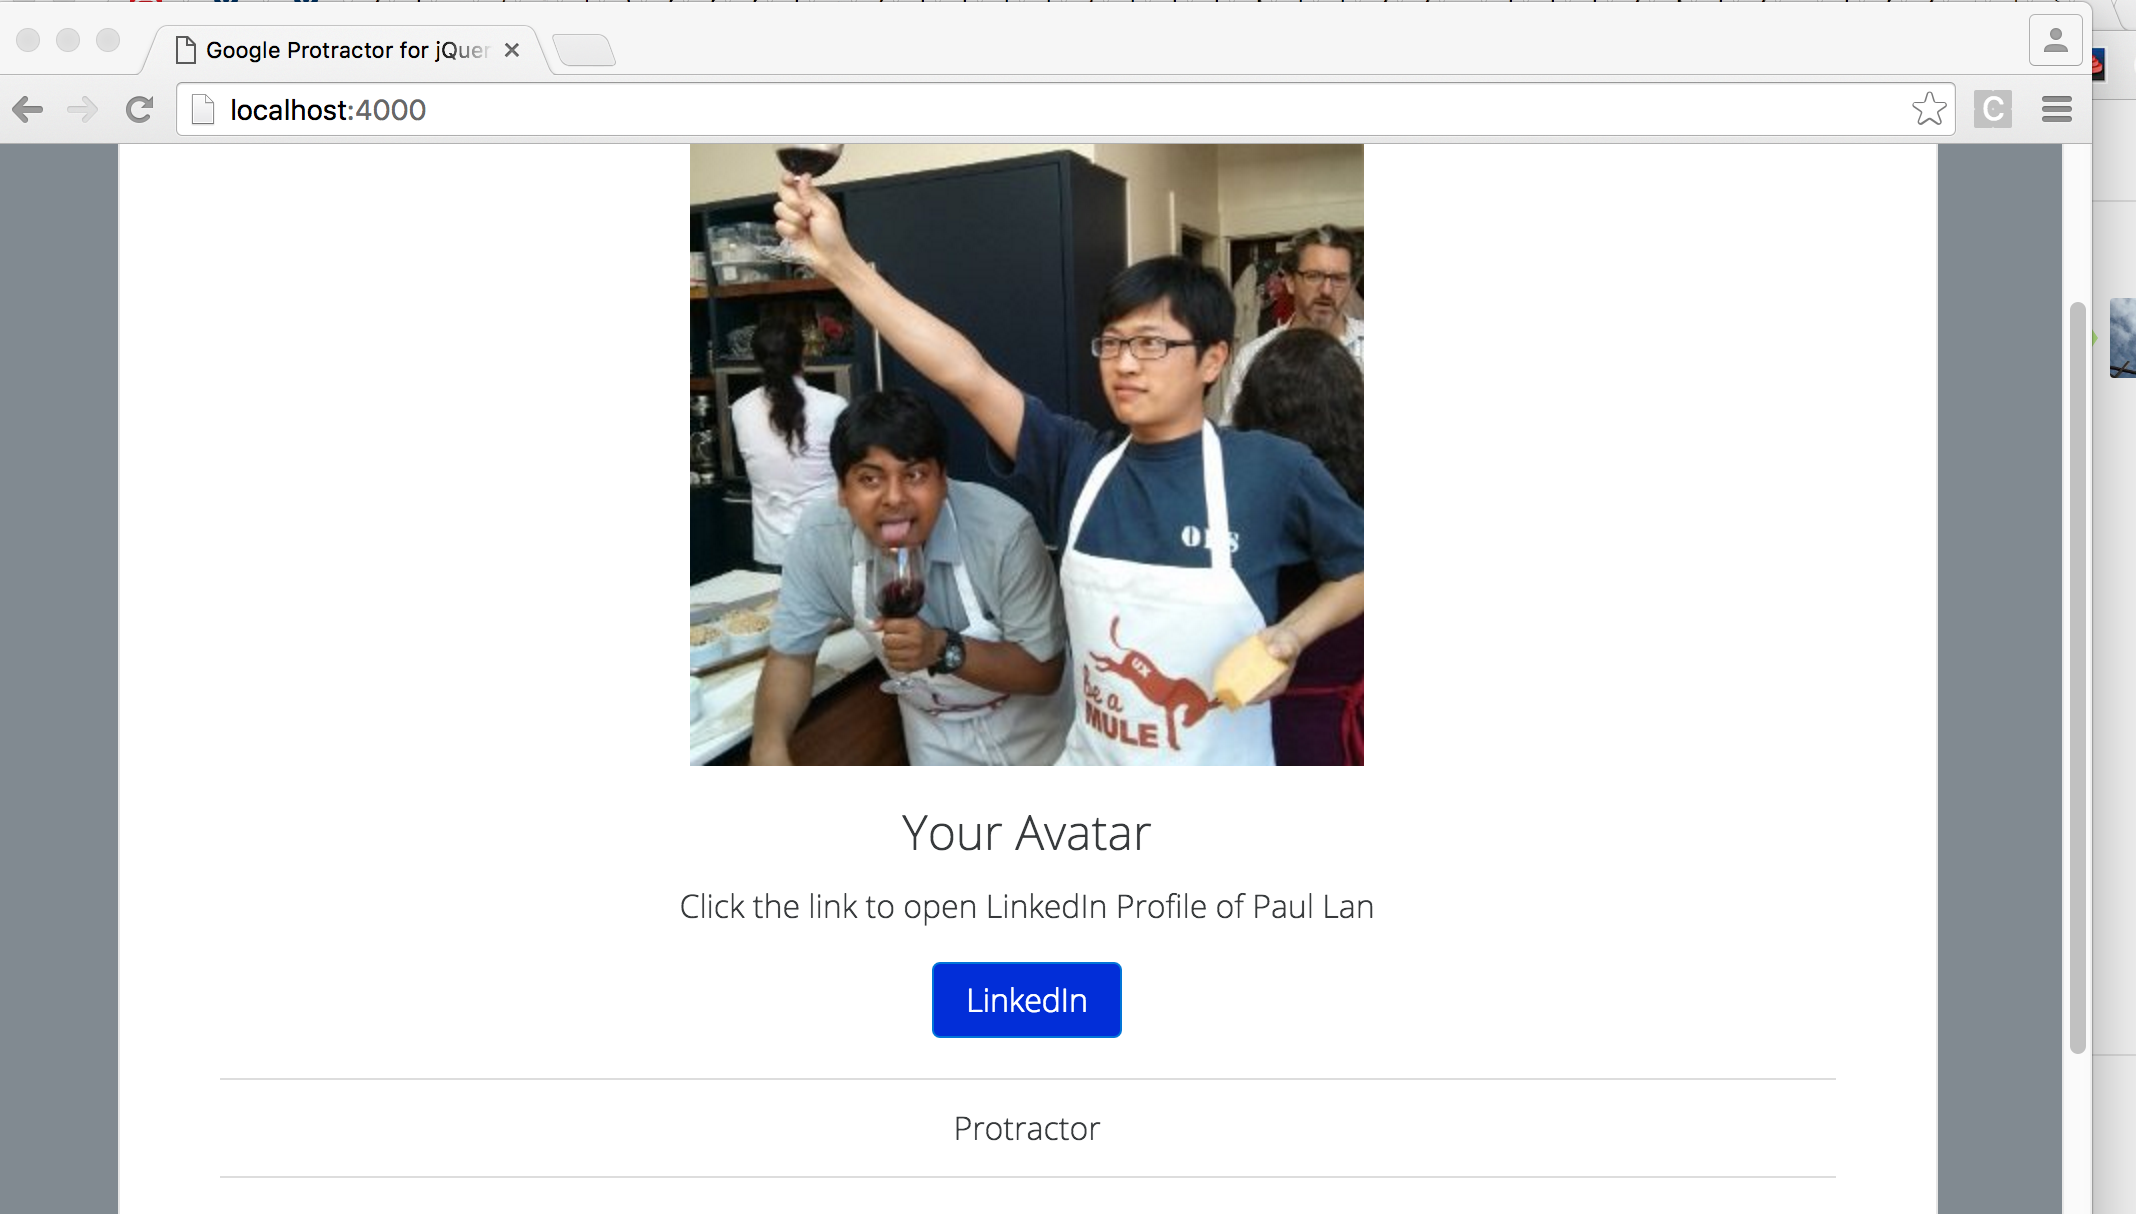 Google Protractor for jQuer
localhost:4000
C
OPS
UX
Be a
MULE
Your Avatar
Click the link to open LinkedIn Profile of Paul Lan
LinkedIn
Protractor